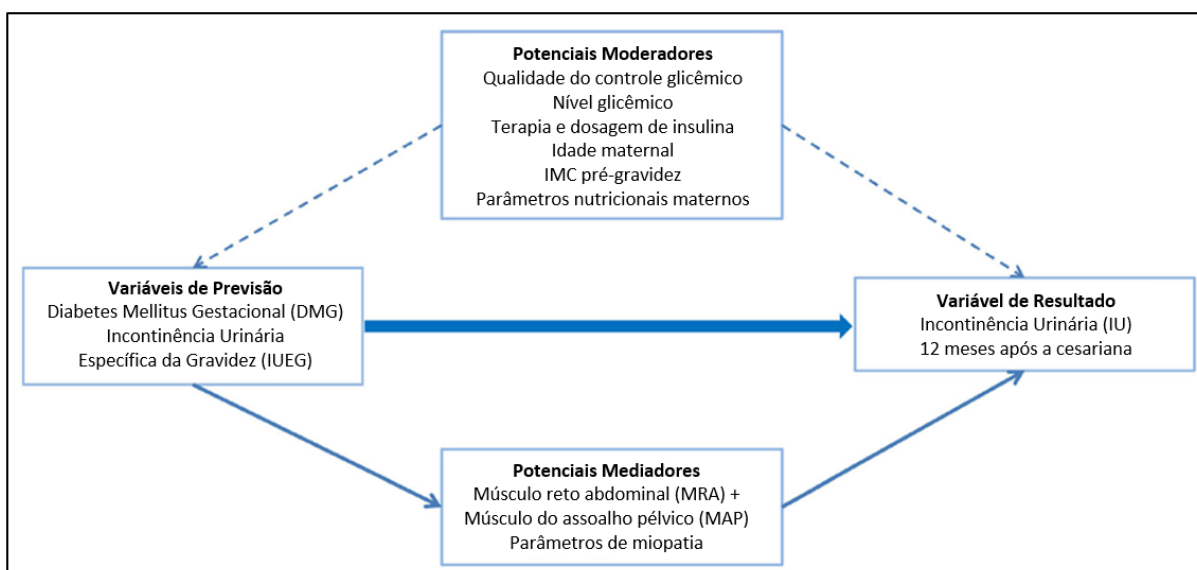 Potenciais Moderadores
Qualidade do controle glicêmico
Nível glicêmico
Terapia e dosagem de insulina
Idade maternal
IMC pré-gravidez
Parâmetros nutricionais maternos
Variáveis de Previsão
Diabetes Mellitus Gestacional (DMG)
Incontinência Urinária
Específica da Gravidez (IUEG)
Variável de Resultado
Incontinência Urinária (IU)
12 meses após a cesariana
Potenciais Mediadores
Músculo reto abdominal (MRA) +
Músculo do assoalho pélvico (MAP)
Parâmetros de miopatia